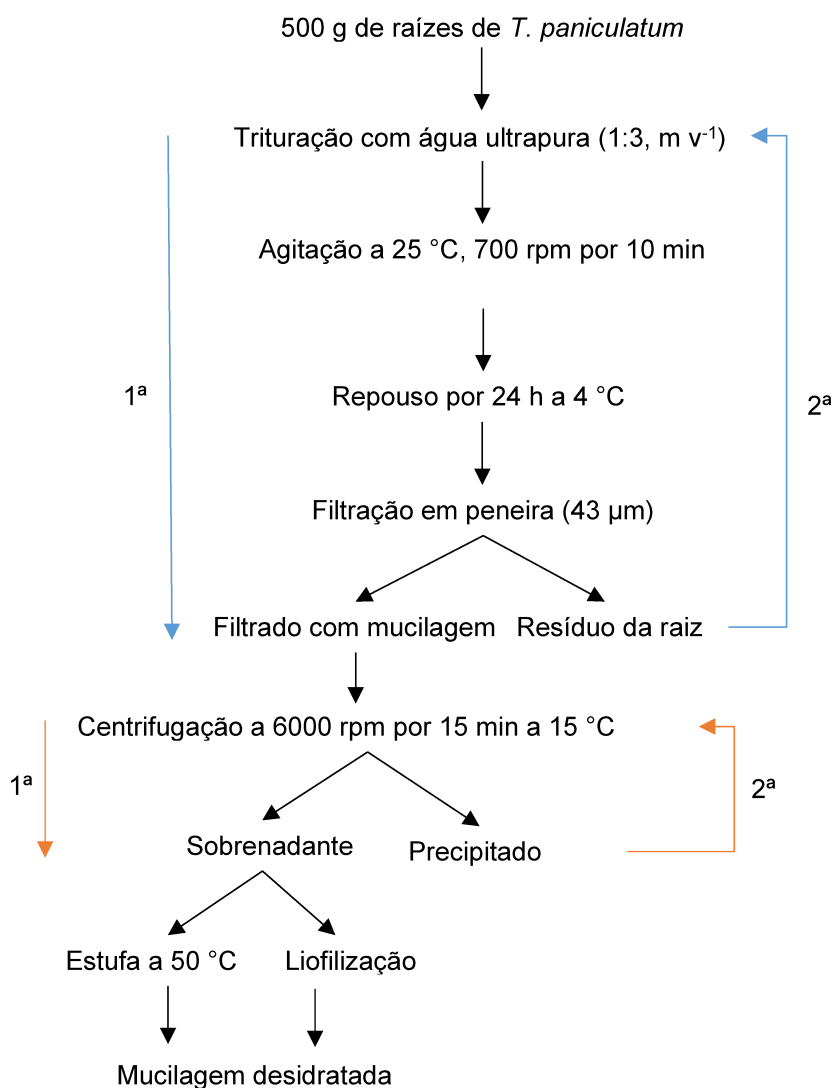 500 g de raízes de T. paniculatum
Trituração com água ultrapura (1:3, m v⁻¹)
Agitação a 25 °C, 700 rpm por 10 min
1ª
Repouso por 24 h a 4 °C
2ª
Filtração em peneira (43 µm)
Filtrado com mucilagem
Resíduo da raiz
Centrifugação a 6000 rpm por 15 min a 15 °C
1ª
2ª
Sobrenadante
Precipitado
Estufa a 50 °C
Liofilização
Mucilagem desidratada